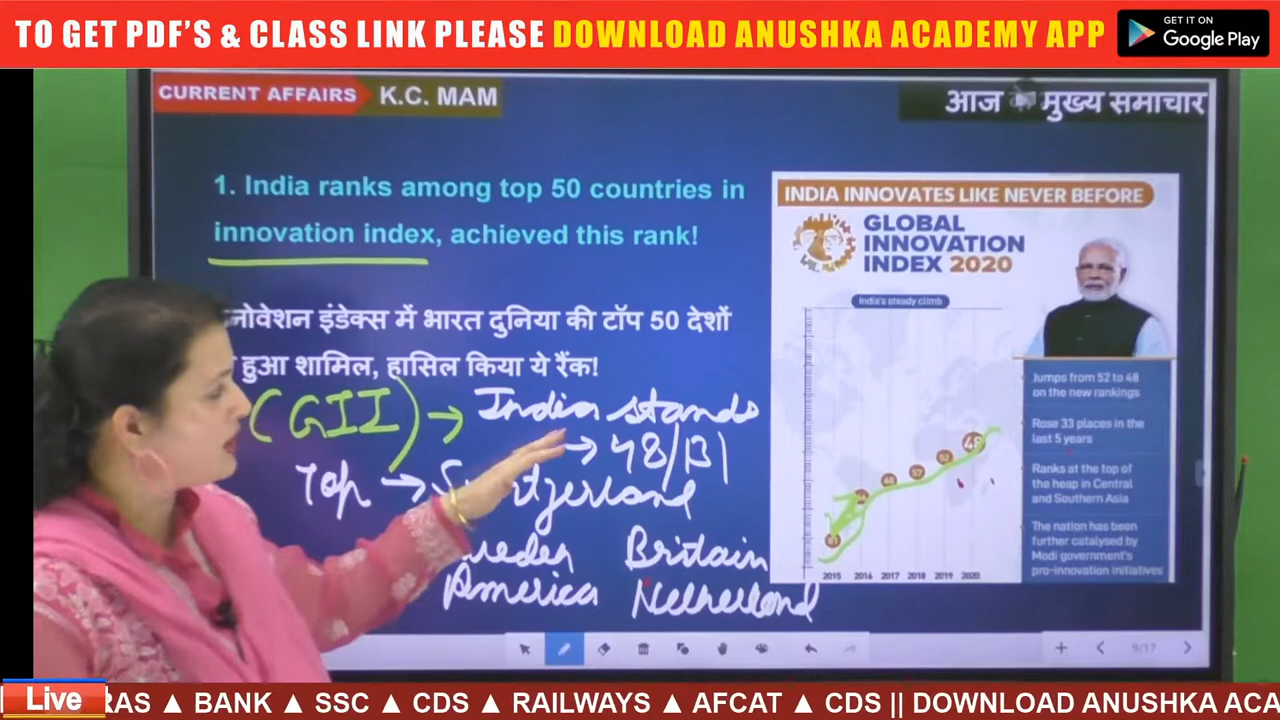 TO GET PDF'S & CLASS LINK PLEASE DOWNLOAD ANUSHKA ACADEMY APP
GET IT ON
Google Play
CURRENT AFFAIRS K.C. MAM
आज मुख्य समाचार
1. India ranks among top 50 countries in
innovation index, achieved this rank!
नोवेशन इंडेक्स में भारत दुनिया की टॉप 50 देशों
हुआ शामिल, हासिल किया ये रैंक!
(GII) → India stands
→ 48/131
Top → Switzerland
Britain
America Netherland
INDIA INNOVATES LIKE NEVER BEFORE
GLOBAL
INNOVATION
INDEX 2020
India's steady climb
81
52
57
48
2015 2016 2017 2018 2019 2020
Jumps from 52 to 48
on the new rankings
Rose 33 places in the
last 5 years
Ranks at the top of
the heap in Central
and Southern Asia
The nation has been
further catalysed by
Modi government's
pro-innovation initiatives
9/17
Live RAS ▲ BANK ▲ SSC ▲ CDS ▲ RAILWAYS ▲ AFCAT ▲ CDS || DOWNLOAD ANUSHKA ACA